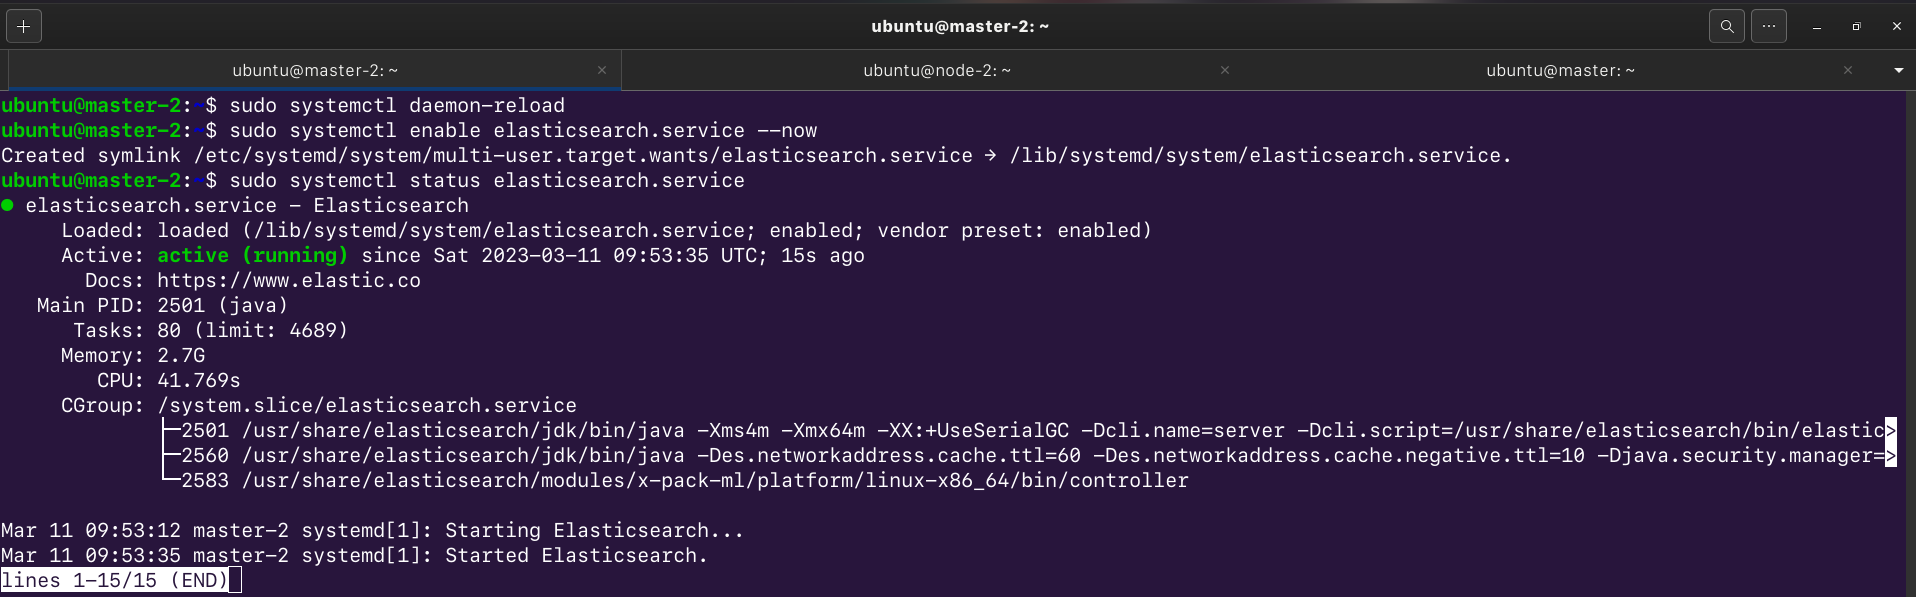 ubuntu@master-2: ~
ubuntu@master-2: ~
ubuntu@node-2: ~
ubuntu@master: ~
ubuntu@master-2:~$ sudo systemctl daemon-reload
ubuntu@master-2:~$ sudo systemctl enable elasticsearch.service --now
Created symlink /etc/systemd/system/multi-user.target.wants/elasticsearch.service → /lib/systemd/system/elasticsearch.service.
ubuntu@master-2:~$ sudo systemctl status elasticsearch.service
● elasticsearch.service - Elasticsearch
Loaded: loaded (/lib/systemd/system/elasticsearch.service; enabled; vendor preset: enabled)
Active: active (running) since Sat 2023-03-11 09:53:35 UTC; 15s ago
Docs: https://www.elastic.co
Main PID: 2501 (java)
Tasks: 80 (limit: 4689)
Memory: 2.7G
CPU: 41.769s
CGroup: /system.slice/elasticsearch.service
├─2501 /usr/share/elasticsearch/jdk/bin/java -Xms4m -Xmx64m -XX:+UseSerialGC -Dcli.name=server -Dcli.script=/usr/share/elasticsearch/bin/elastic>
├─2560 /usr/share/elasticsearch/jdk/bin/java -Des.networkaddress.cache.ttl=60 -Des.networkaddress.cache.negative.ttl=10 -Djava.security.manager=>
└─2583 /usr/share/elasticsearch/modules/x-pack-ml/platform/linux-x86_64/bin/controller
Mar 11 09:53:12 master-2 systemd[1]: Starting Elasticsearch...
Mar 11 09:53:35 master-2 systemd[1]: Started Elasticsearch.
lines 1-15/15 (END)